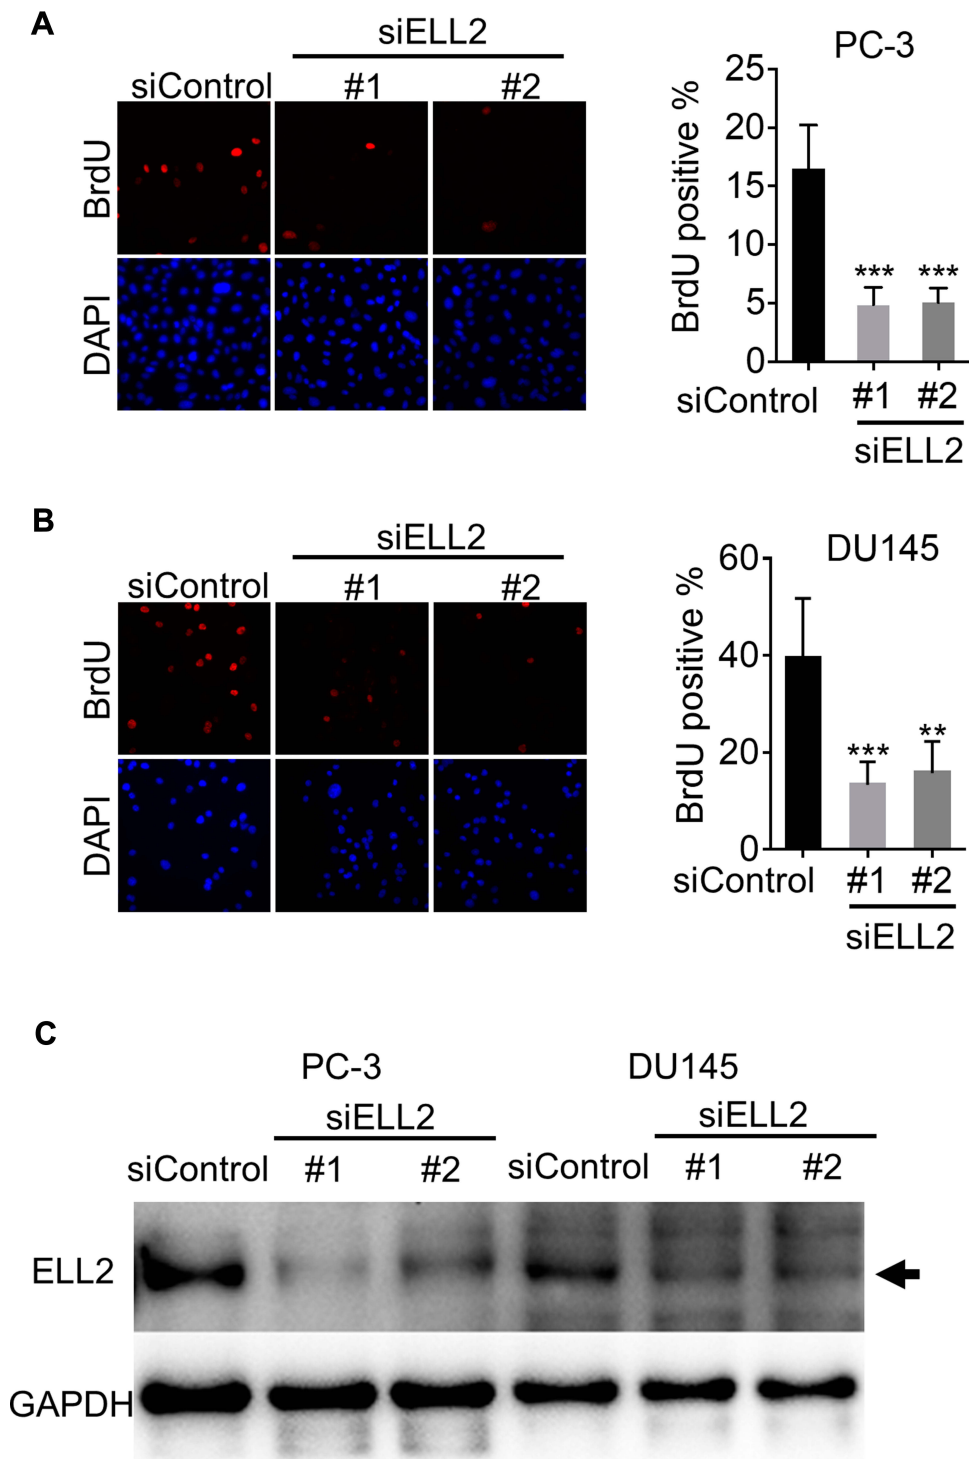 A
siELL2
siControl #1 #2
BrdU
DAPI
PC-3
BrdU positive %
25
20
15
10
5
0
*** ***
siControl #1 #2
siELL2
B
siELL2
siControl #1 #2
BrdU
DAPI
DU145
BrdU positive %
60
40
20
0
*** **
siControl #1 #2
siELL2
C
PC-3 DU145
siELL2 siELL2
siControl #1 #2 siControl #1 #2
ELL2
GAPDH